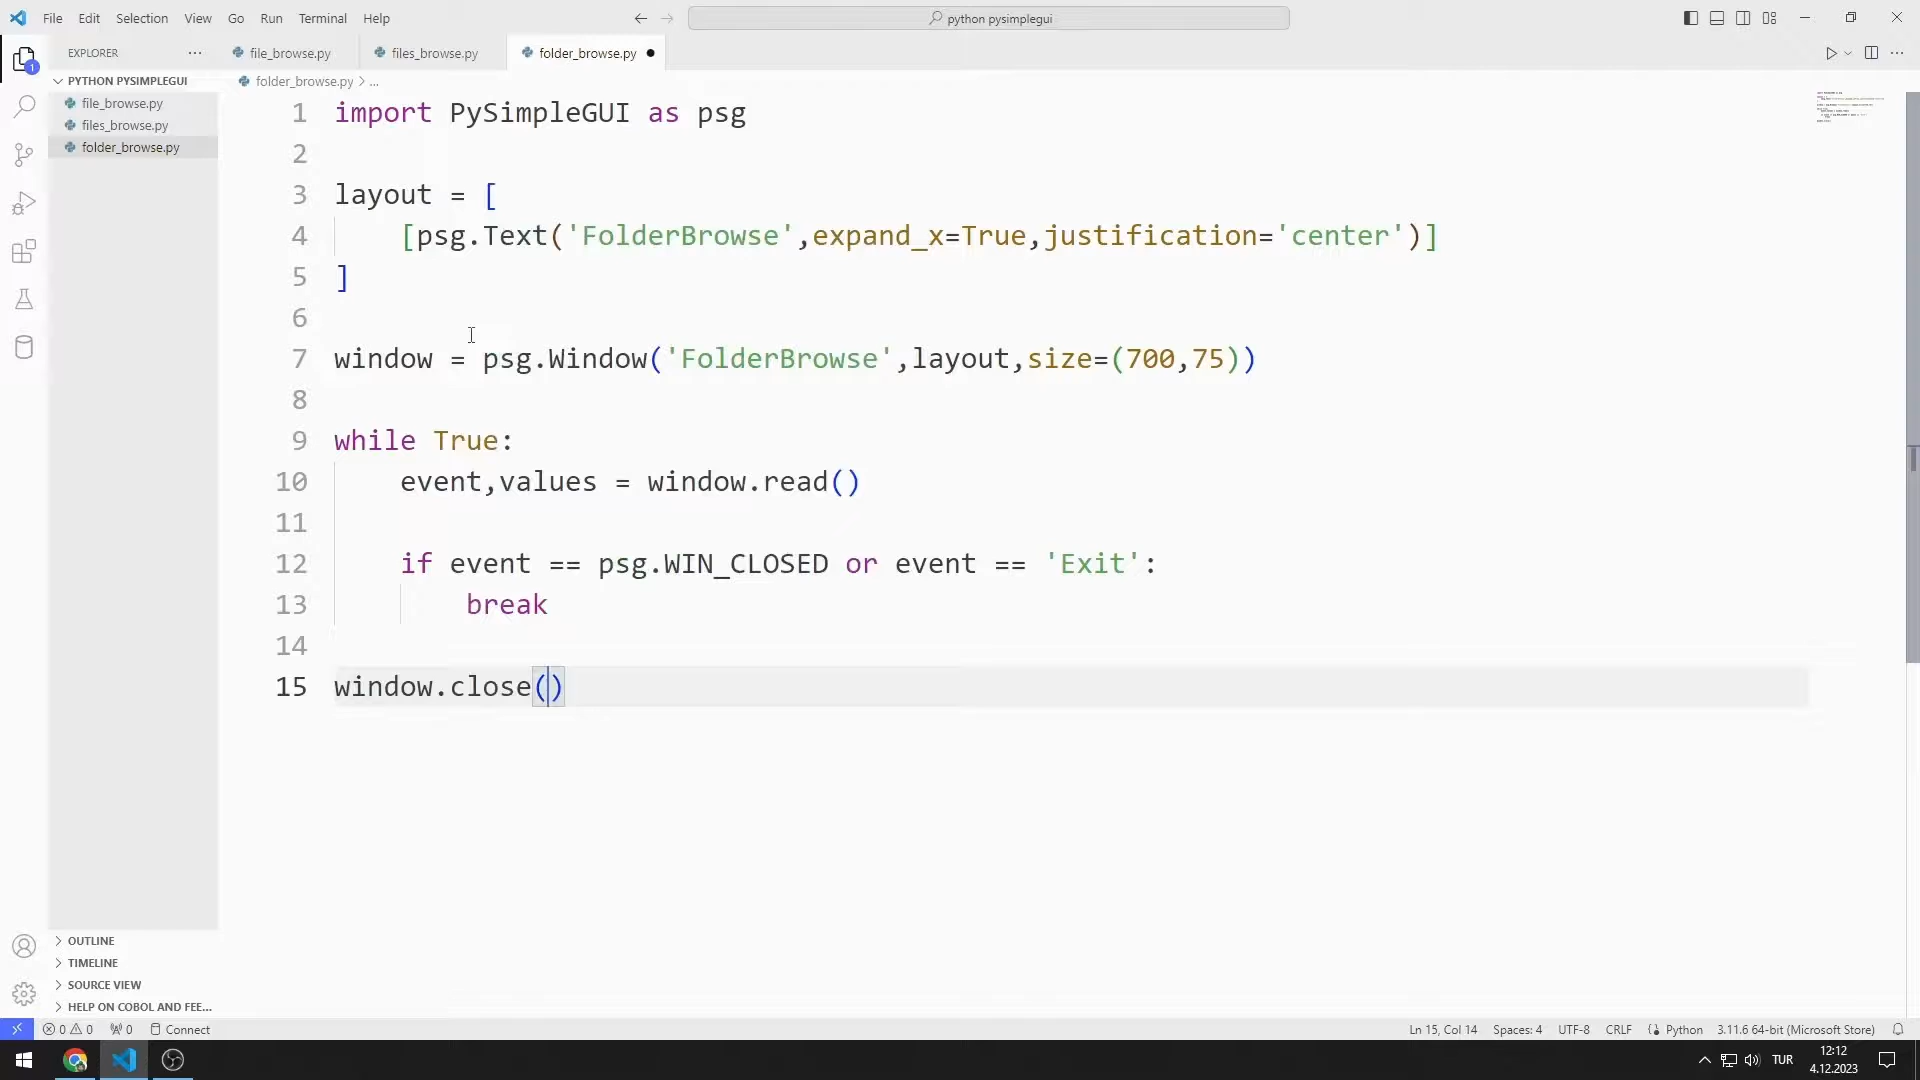 File Edit Selection View Go Run Terminal Help
python pysimplegui
EXPLORER
file_browse.py
files_browse.py
folder_browse.py
PYTHON PYSIMPLEGUI
file_browse.py
files_browse.py
folder_browse.py
folder_browse.py > ...
1 import PySimpleGUI as psg
2
3 layout = [
4 [psg.Text('FolderBrowse',expand_x=True,justification='center')]
5 ]
6
7 window = psg.Window('FolderBrowse',layout,size=(700,75))
8
9 while True:
10 event,values = window.read()
11
12 if event == psg.WIN_CLOSED or event == 'Exit':
13 break
14
15 window.close()
1
OUTLINE
TIMELINE
SOURCE VIEW
HELP ON COBOL AND FEE...
0 0 0 Connect
Ln 15, Col 14 Spaces: 4 UTF-8 CRLF Python 3.11.6 64-bit (Microsoft Store)
TUR
12:12
4.12.2023